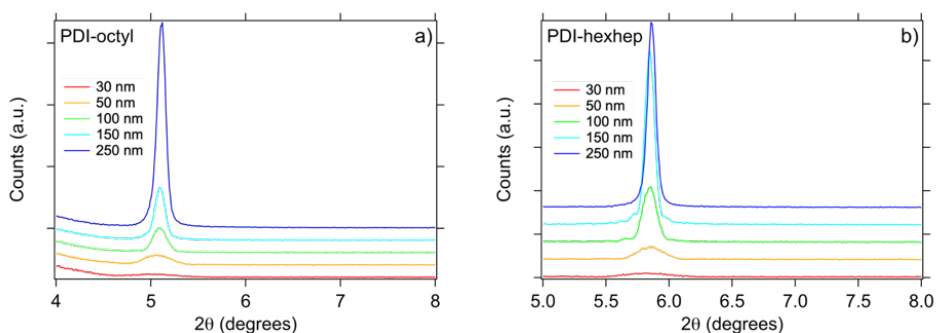 PDI-octyl
a)
30 nm
50 nm
100 nm
150 nm
250 nm
Counts (a.u.)
4
5
6
7
8
2θ (degrees)
PDI-hexhep
b)
30 nm
50 nm
100 nm
150 nm
250 nm
Counts (a.u.)
5.0
5.5
6.0
6.5
7.0
7.5
8.0
2θ (degrees)